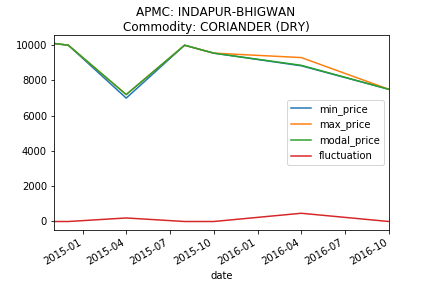 APMC: INDAPUR-BHIGWAN
Commodity: CORIANDER (DRY)
10000
8000
6000
4000
2000
0
min_price
max_price
modal_price
fluctuation
2015-01
2015-04
2015-07
2015-10
2016-01
2016-04
2016-07
2016-10
date